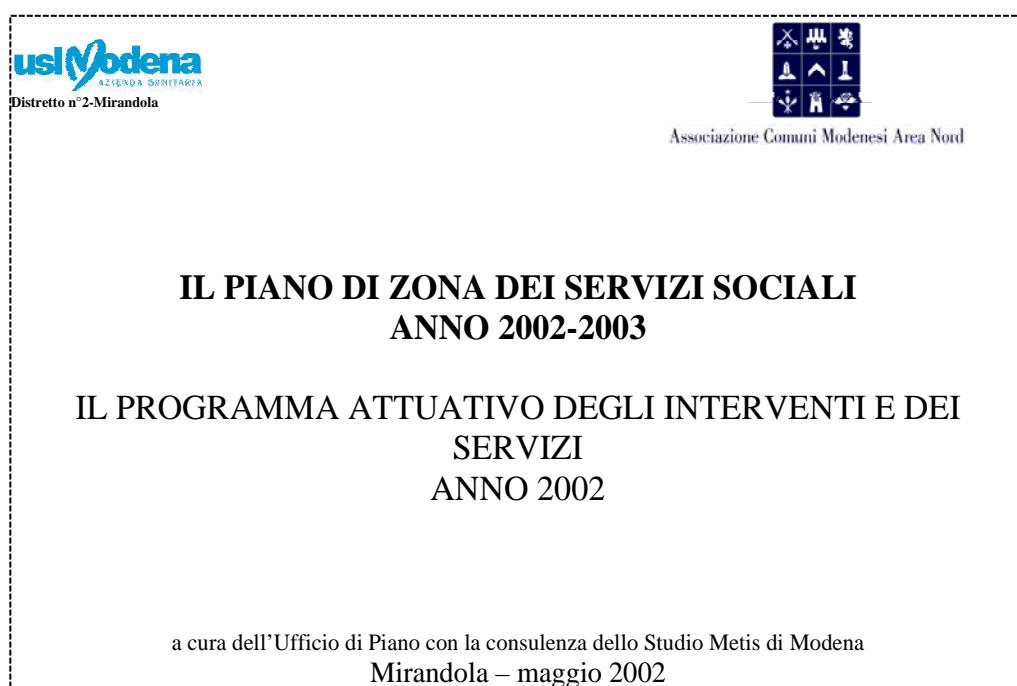 uslModena
AZIENDA SANITARIA
Distretto n°2-Mirandola
Associazione Comuni Modenesi Area Nord
IL PIANO DI ZONA DEI SERVIZI SOCIALI
ANNO 2002-2003
IL PROGRAMMA ATTUATIVO DEGLI INTERVENTI E DEI
SERVIZI
ANNO 2002
a cura dell’Ufficio di Piano con la consulenza dello Studio Metis di Modena
Mirandola – maggio 2002